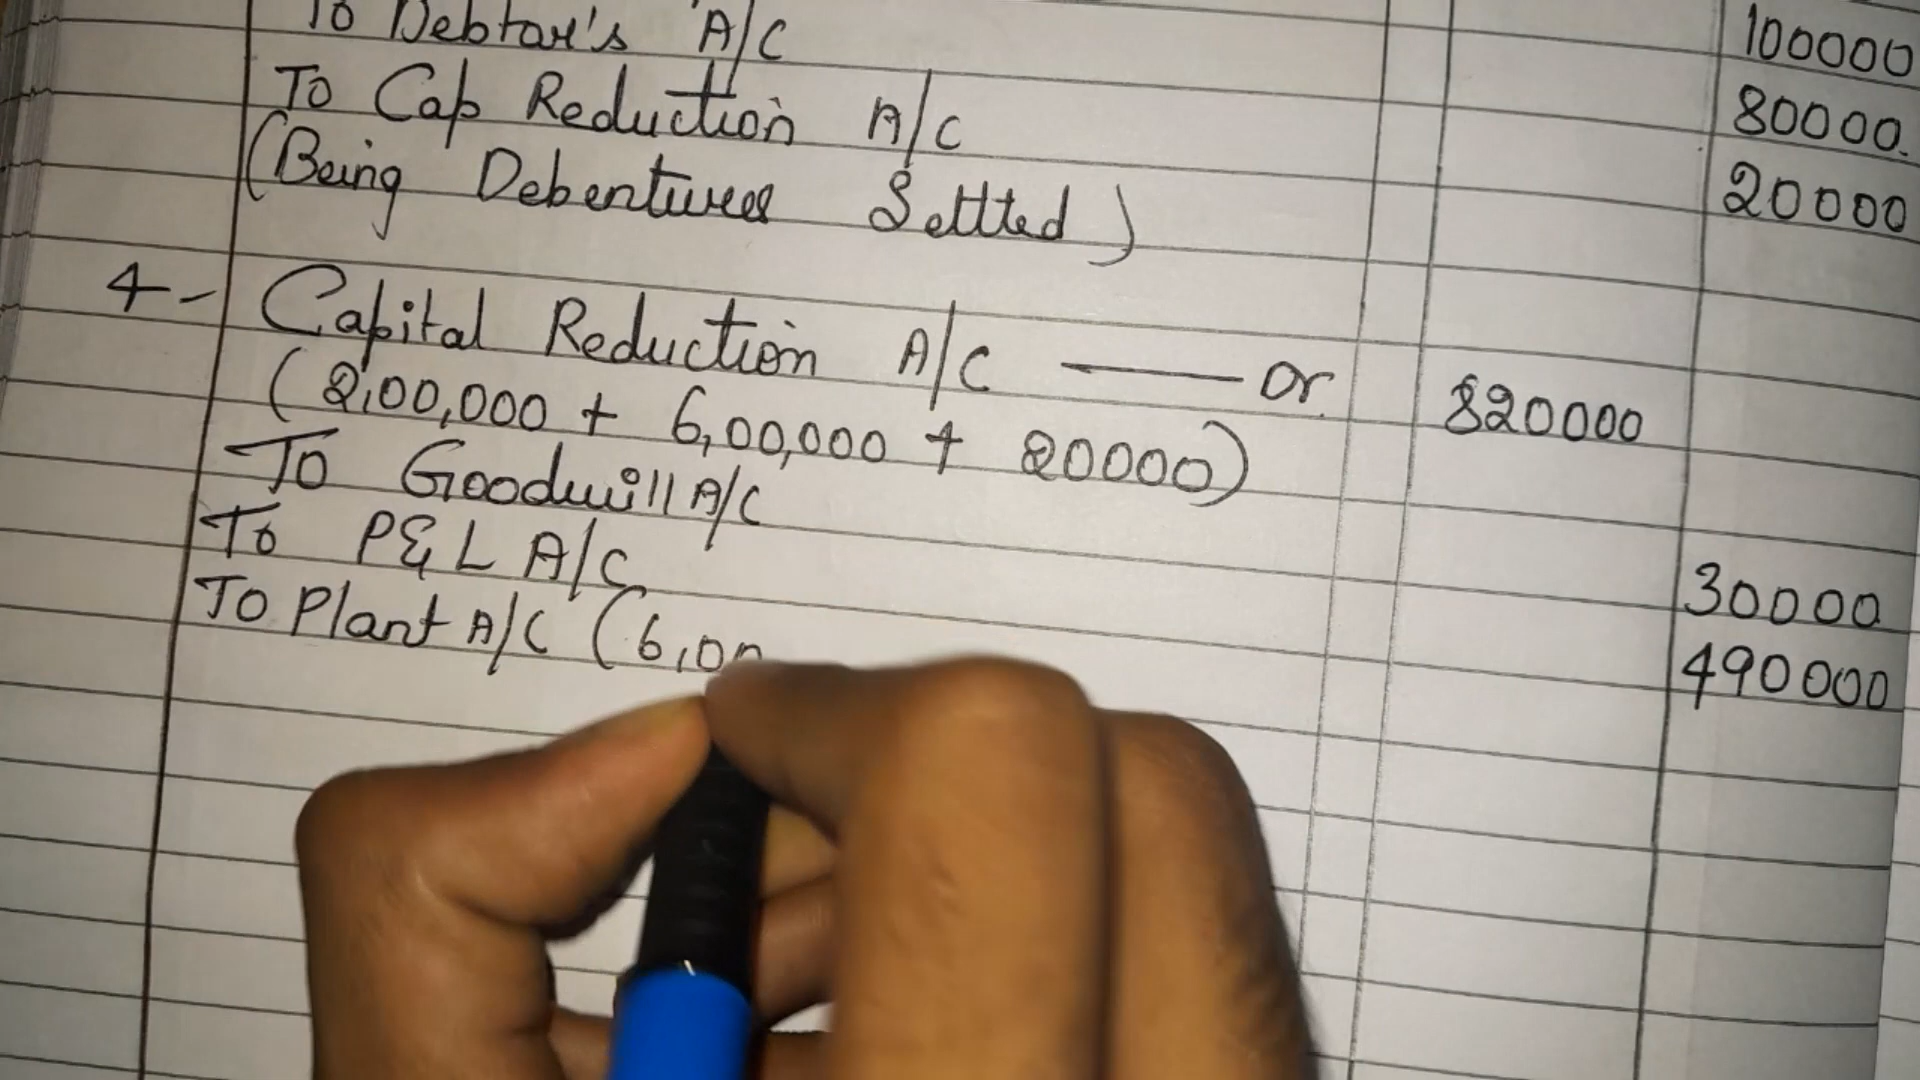 To Debtor's A/C
100000
To Cap Reduction A/C
80000.
(Being Debentures Settled)
20000
4- Capital Reduction A/C —— Dr.
820000
(2,00,000 + 6,00,000 + 20000)
To Goodwill A/C
30000
To P&L A/C
490000
To Plant A/C (6,00